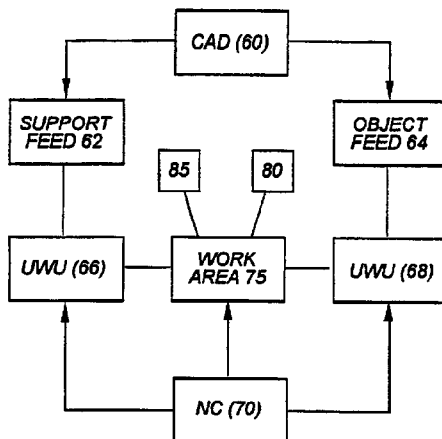 CAD (60)
SUPPORT
FEED 62
OBJECT
FEED 64
85
80
UWU (66)
WORK
AREA 75
UWU (68)
NC (70)